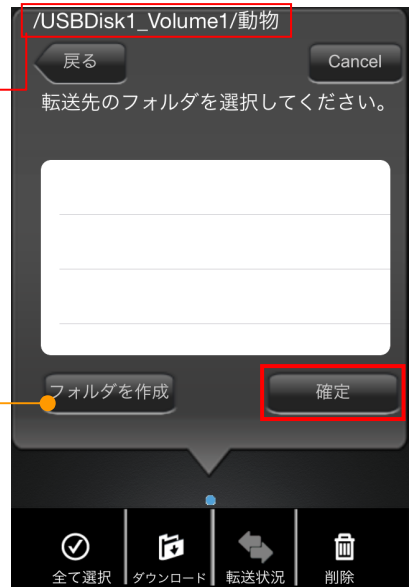 /USBDisk1_Volume1/動物
戻る
Cancel
転送先のフォルダを選択してください。
フォルダを作成
確定
全て選択
ダウンロード
転送状況
削除